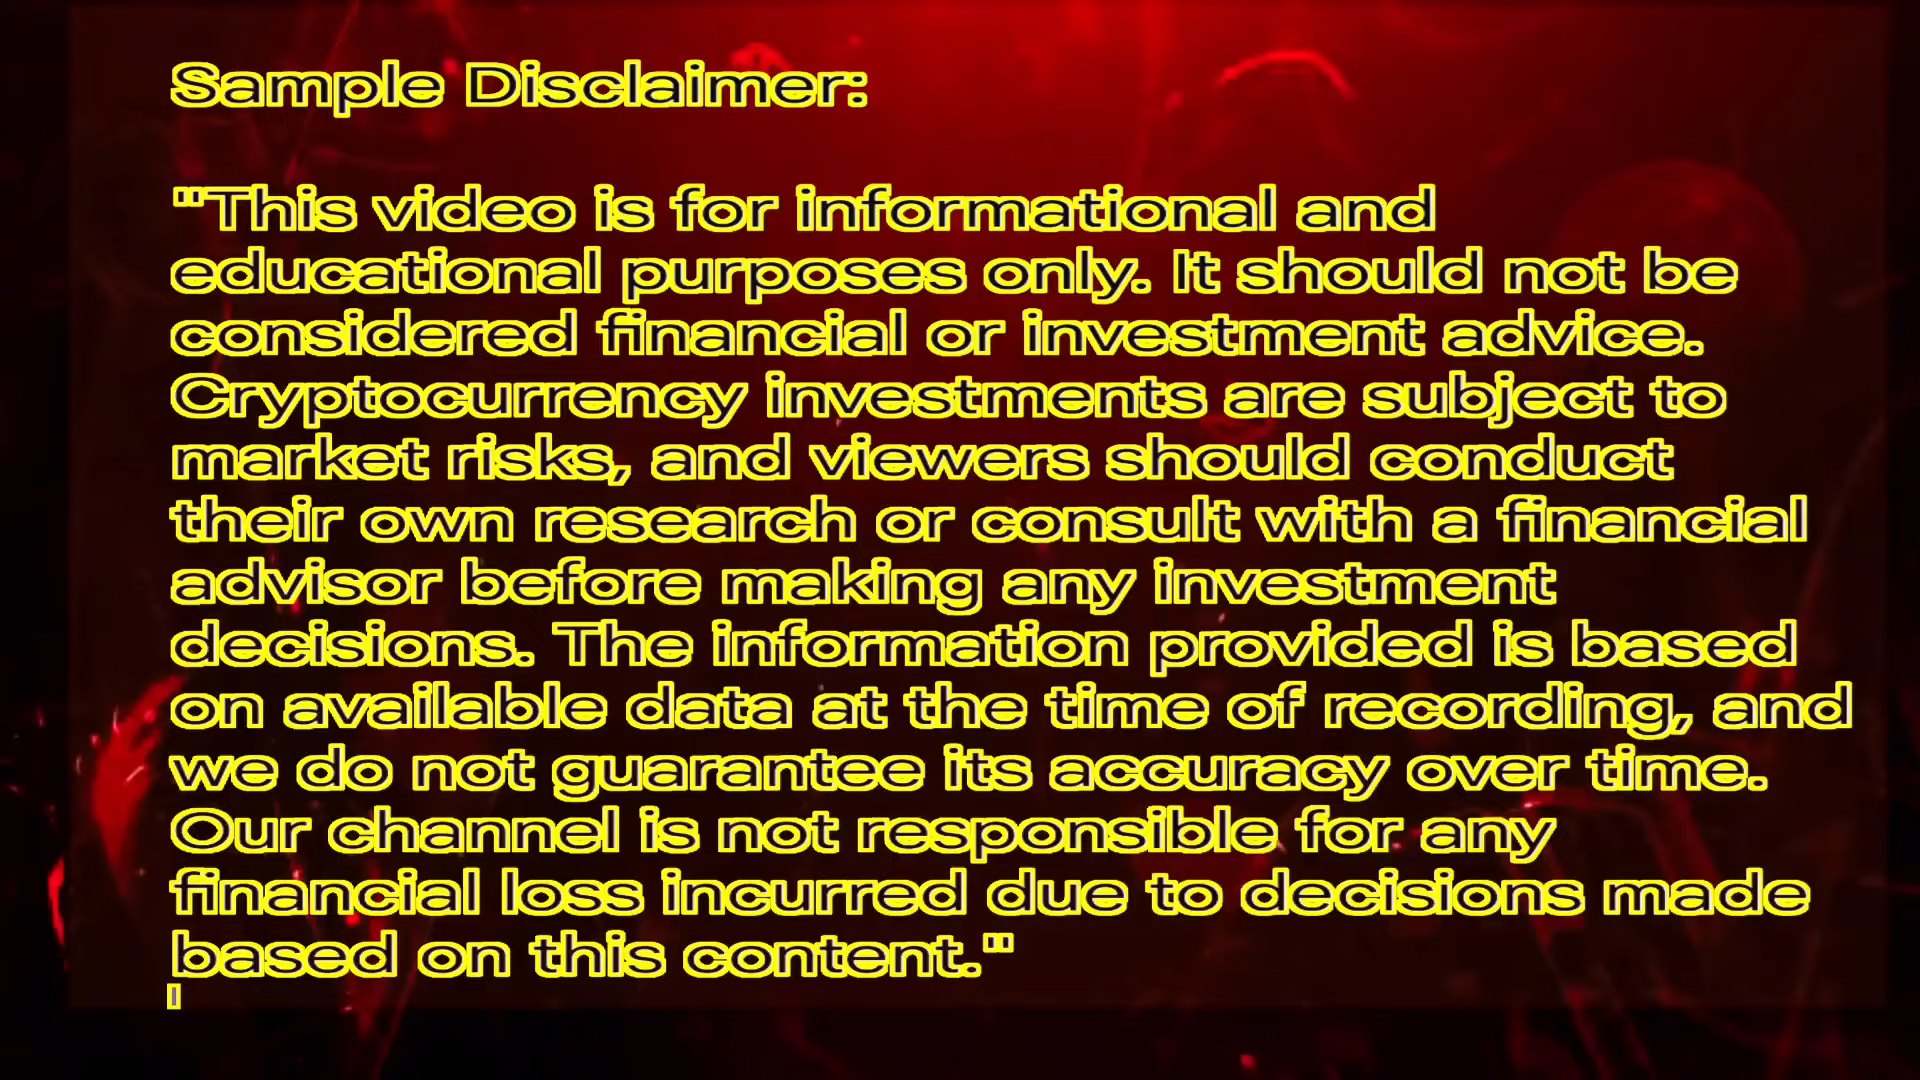 Sample Disclaimer:
"This video is for informational and
educational purposes only. It should not be
considered financial or investment advice.
Cryptocurrency investments are subject to
market risks, and viewers should conduct
their own research or consult with a financial
advisor before making any investment
decisions. The information provided is based
on available data at the time of recording, and
we do not guarantee its accuracy over time.
Our channel is not responsible for any
financial loss incurred due to decisions made
based on this content."